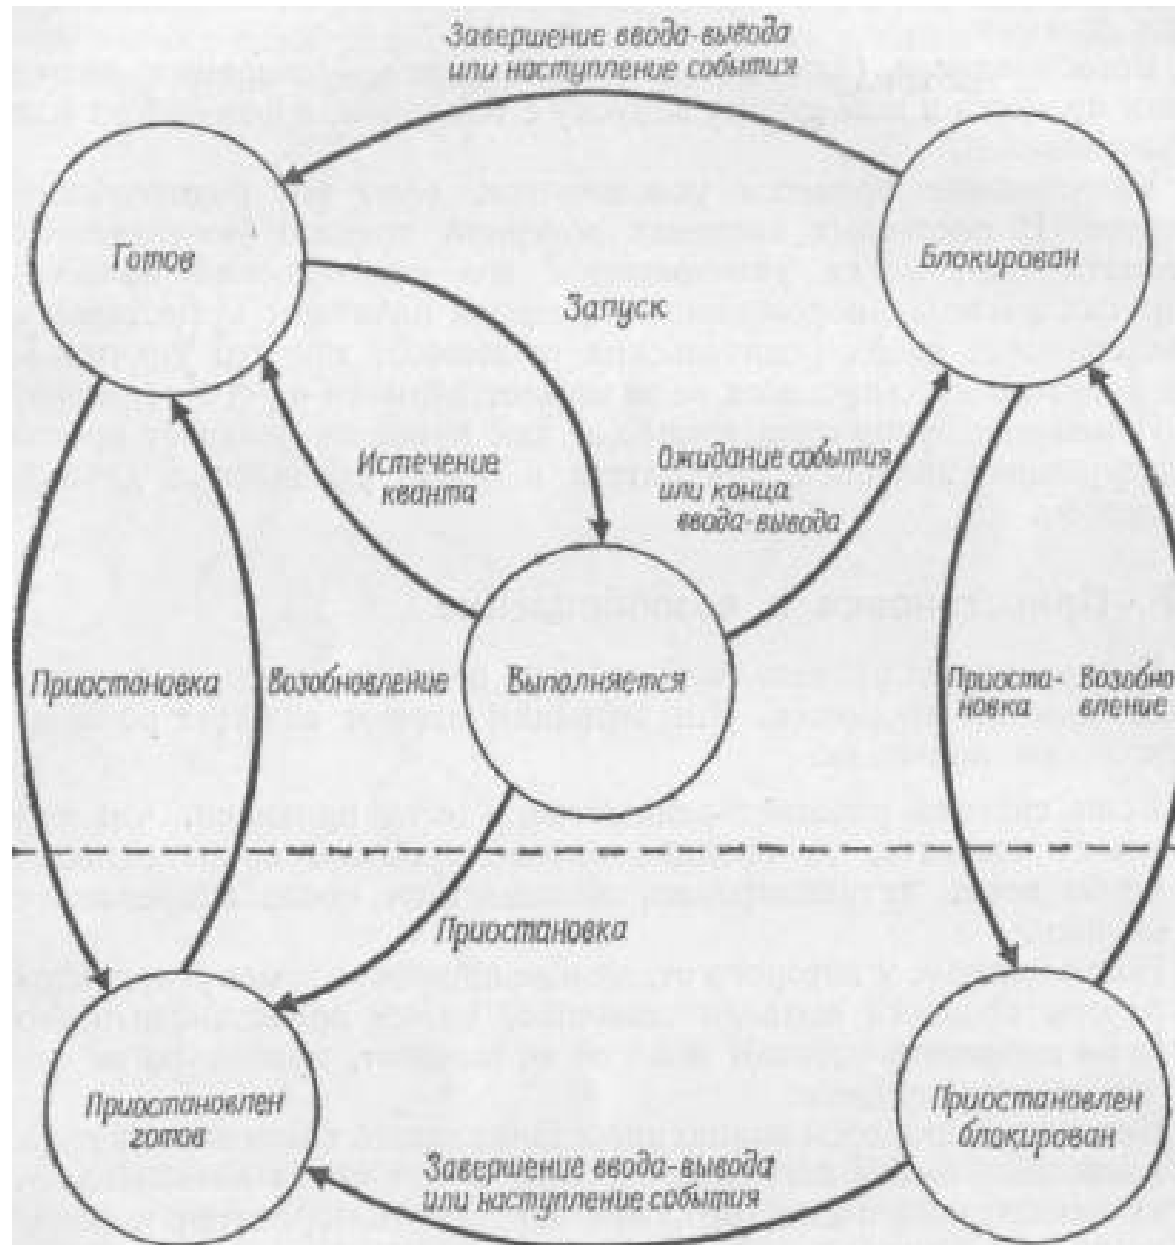 Завершение ввода-вывода
или наступление события
Готов
Блокирован
Запуск
Истечение
кванта
Ожидание события
или конца
ввода-вывода
Приостановка
Возобновление
Выполняется
Приоста-
новка
Возобно
вление
Приостановка
Приостановлен
готов
Приостановлен
блокирован
Завершение ввода-вывода
или наступление события